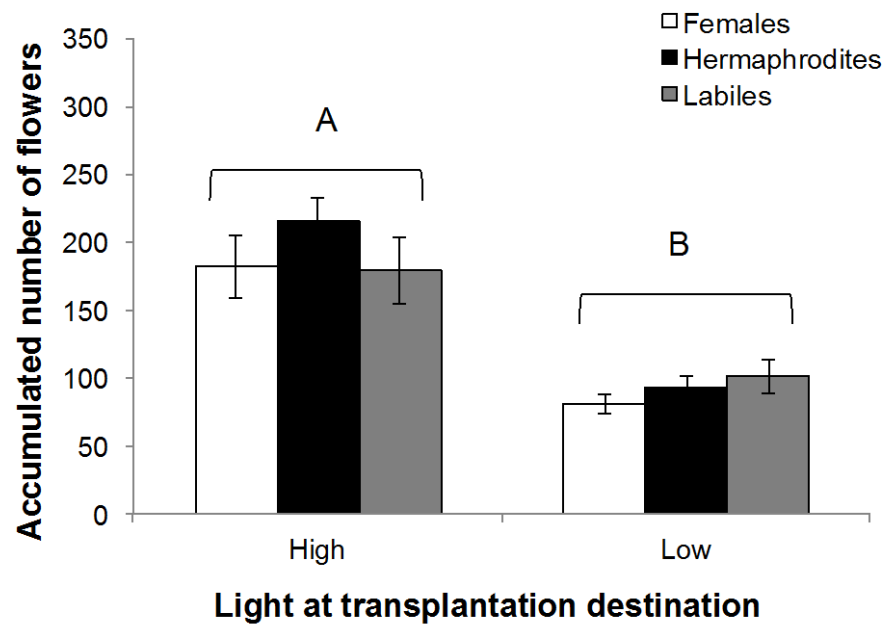 Females
Hermaphrodites
Labiles
Accumulated number of flowers
350
300
250
200
150
100
50
0
A
B
High
Low
Light at transplantation destination